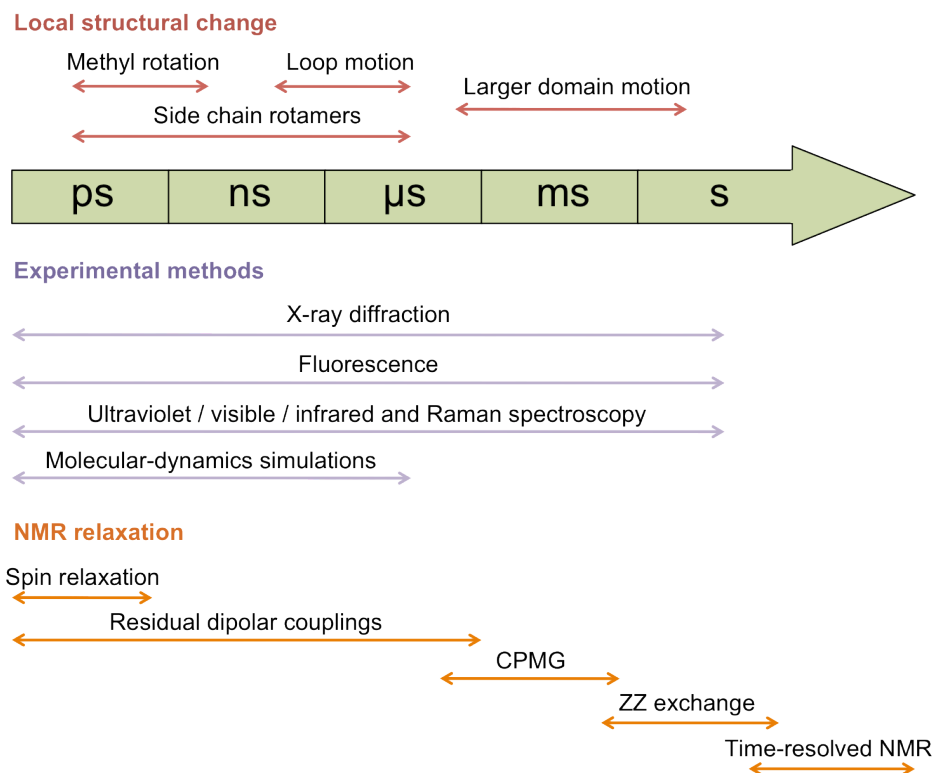 Local structural change
Methyl rotation
Loop motion
Larger domain motion
Side chain rotamers
ps
ns
µs
ms
s
Experimental methods
X-ray diffraction
Fluorescence
Ultraviolet / visible / infrared and Raman spectroscopy
Molecular-dynamics simulations
NMR relaxation
Spin relaxation
Residual dipolar couplings
CPMG
ZZ exchange
Time-resolved NMR